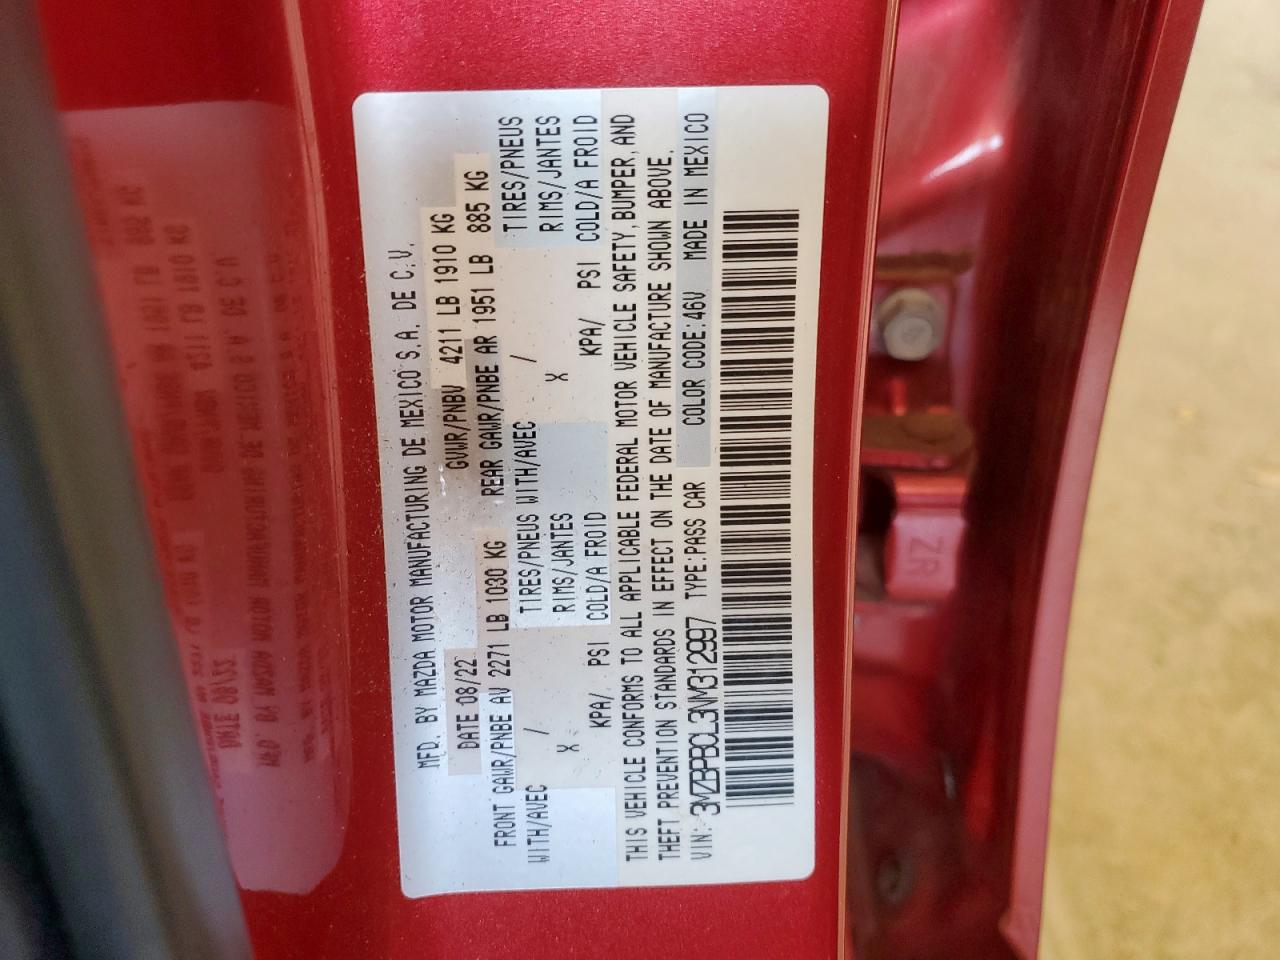 MFD. BY MAZDA MOTOR MANUFACTURING DE MEXICO S.A. DE C.V.
DATE 08/22 GVWR/PNBV 4211 LB 1910 KG
FRONT GAWR/PNBE AV 2271 LB 1030 KG REAR GAWR/PNBE AR 1951 LB 885 KG
WITH/AVEC / TIRES/PNEUS WITH/AVEC / TIRES/PNEUS
X RIMS/JANTES X RIMS/JANTES
KPA/ PSI COLD/A FROID KPA/ PSI COLD/A FROID
THIS VEHICLE CONFORMS TO ALL APPLICABLE FEDERAL MOTOR VEHICLE SAFETY, BUMPER, AND
THEFT PREVENTION STANDARDS IN EFFECT ON THE DATE OF MANUFACTURE SHOWN ABOVE.
VIN: 3MZBPBCL3NM312997 TYPE:PASS CAR COLOR CODE:46V MADE IN MEXICO
ZR